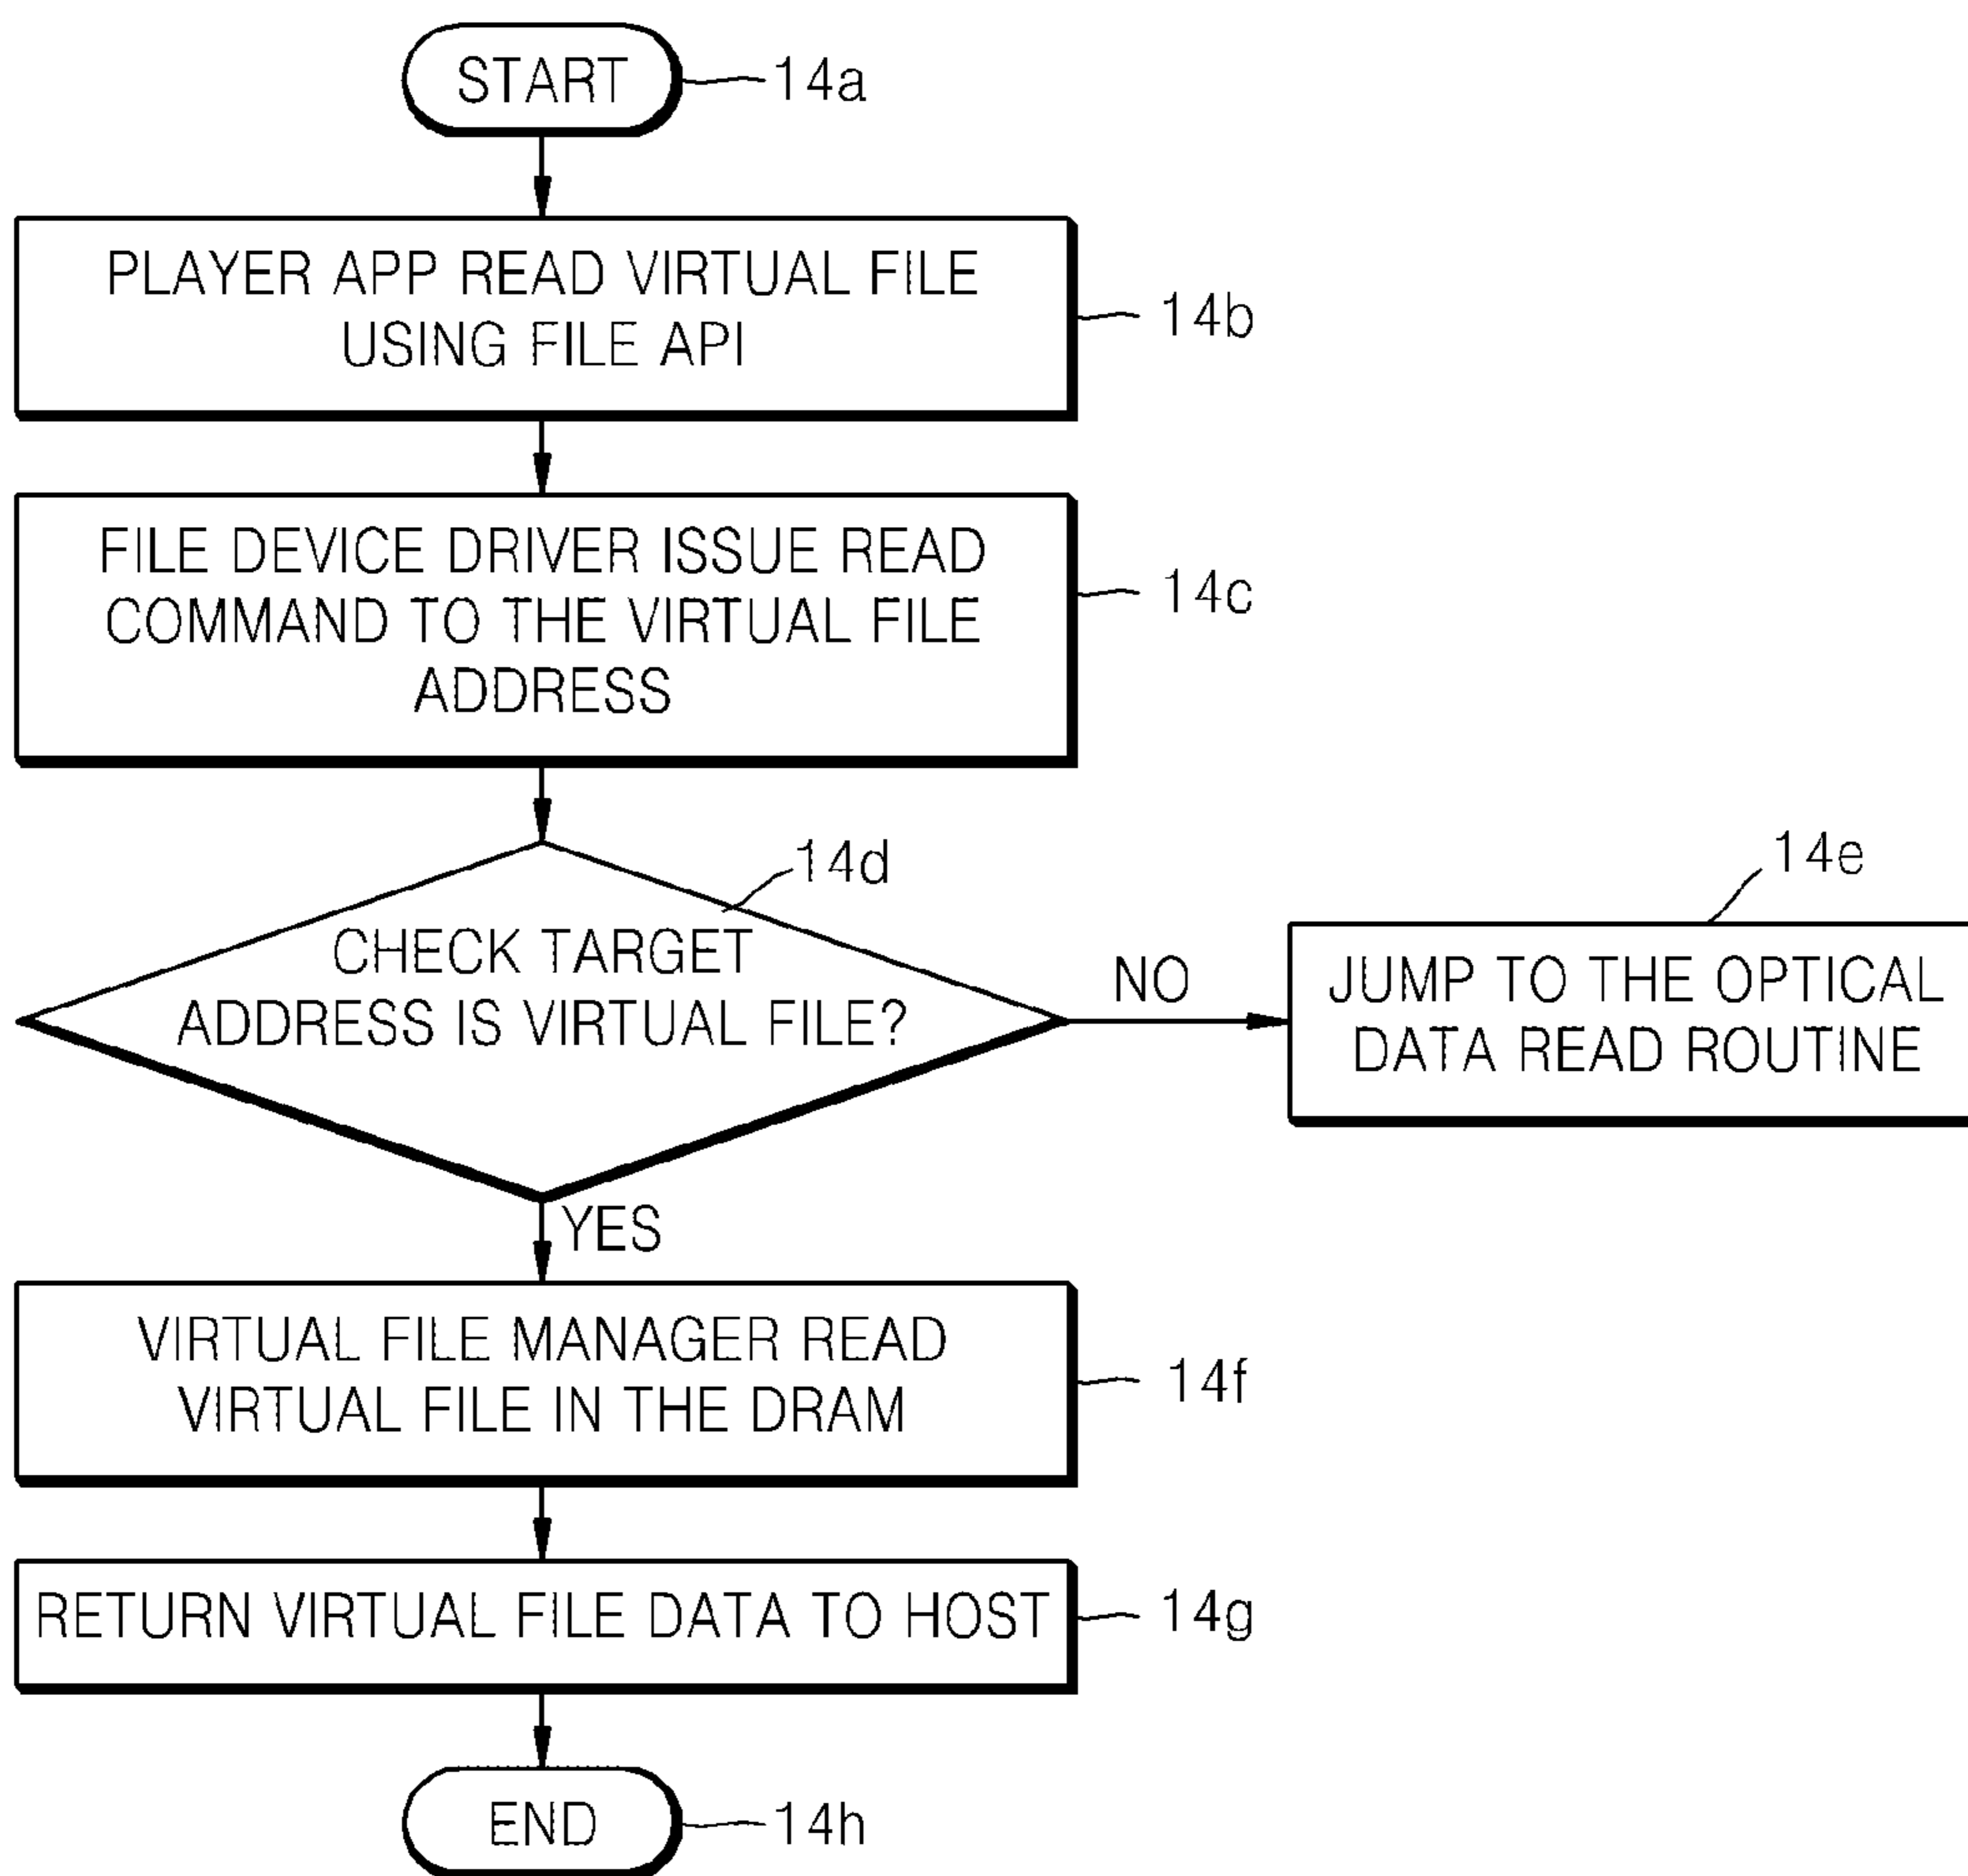 START
14a
PLAYER APP READ VIRTUAL FILE
USING FILE API
14b
FILE DEVICE DRIVER ISSUE READ
COMMAND TO THE VIRTUAL FILE
ADDRESS
14c
14d
CHECK TARGET
ADDRESS IS VIRTUAL FILE?
NO
14e
JUMP TO THE OPTICAL
DATA READ ROUTINE
YES
VIRTUAL FILE MANAGER READ
VIRTUAL FILE IN THE DRAM
14f
RETURN VIRTUAL FILE DATA TO HOST
14g
END
14h